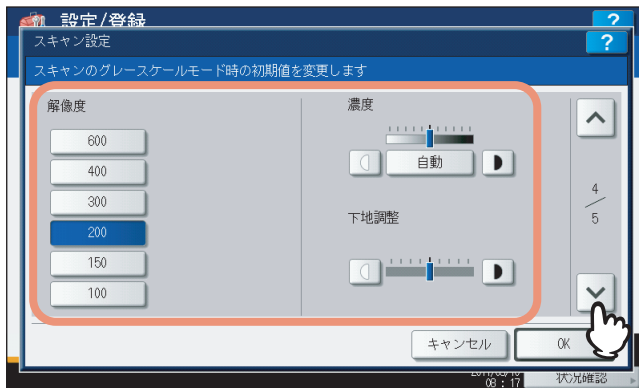 設定/登録
?
スキャン設定
?
スキャンのグレースケールモード時の初期値を変更します
解像度
600
400
300
200
150
100
濃度
自動
下地調整
4
5
キャンセル
OK
08 : 17
状況確認